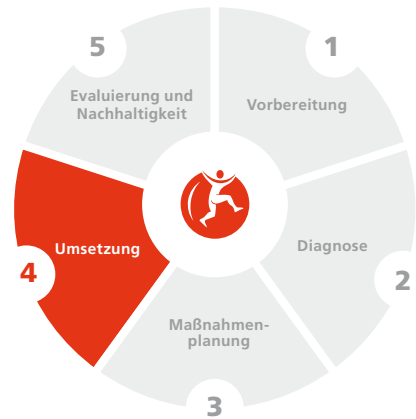 1
Vorbereitung
2
Diagnose
3
Maßnahmen-
planung
4
Umsetzung
5
Evaluierung und
Nachhaltigkeit